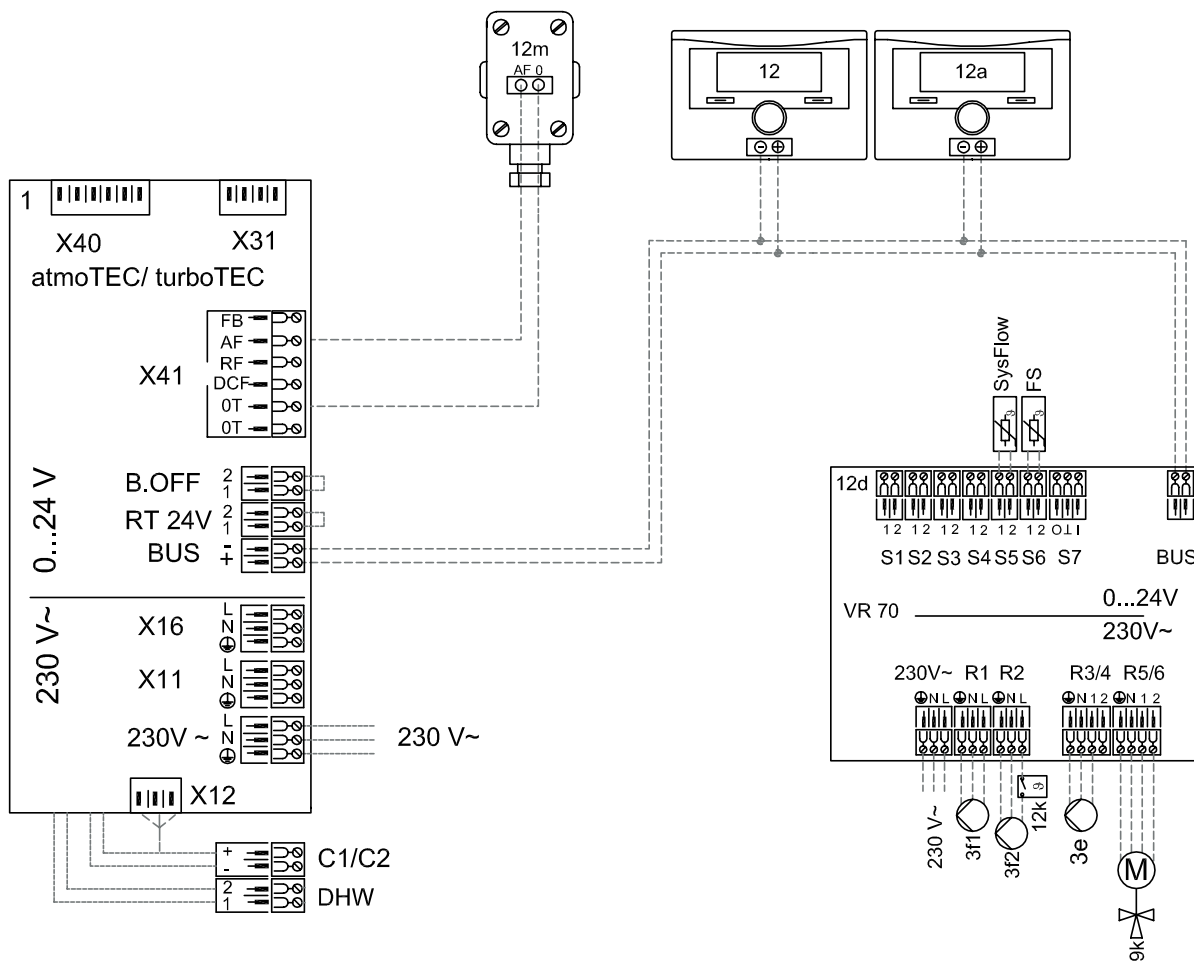 12m
AF 0
12
12a
1
X40
X31
atmoTEC/ turboTEC
FB
AF
RF
DCF
0T
0T
X41
0...24 V
B.OFF
2
1
RT 24V
2
1
BUS
-
+
230 V~
X16
L
N
X11
L
N
230V ~
L
N
230 V~
X12
+
-
C1/C2
2
1
DHW
SysFlow
FS
12d
1 2 1 2 1 2 1 2 1 2 1 2 O⊥I
S1 S2 S3 S4 S5 S6 S7
BUS
VR 70
0...24V
230V~
230V~ R1 R2 R3/4 R5/6
N L N L N L N 1 2 N 1 2
230 V~
3f1
3f2
12k
3e
M
9k